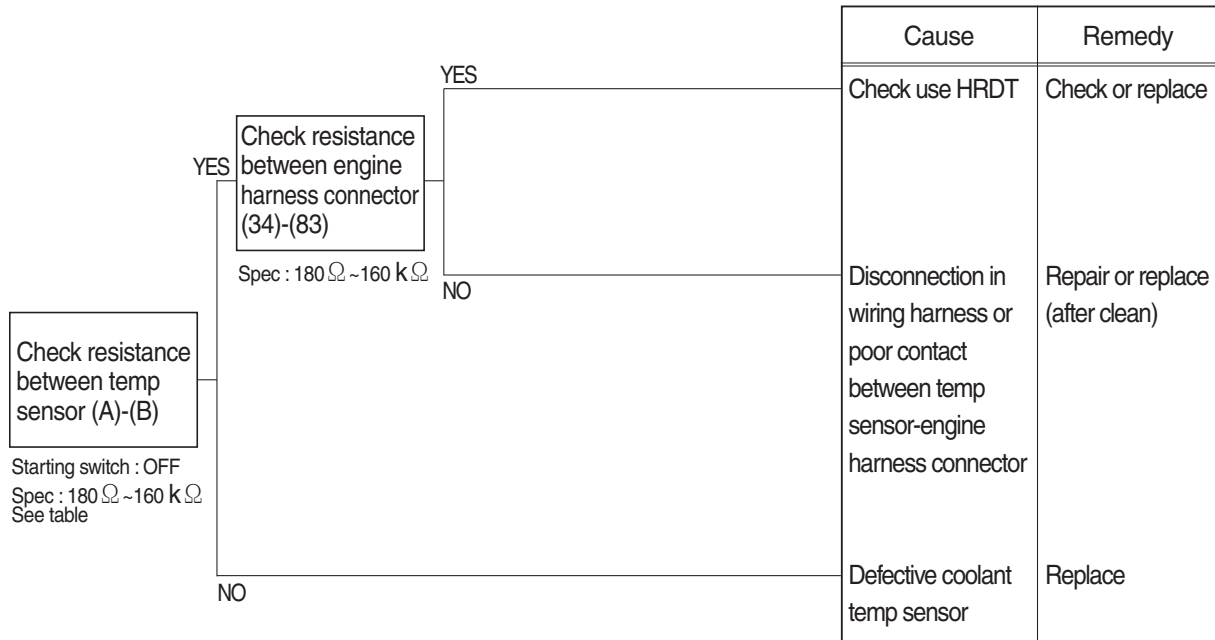 Cause
Remedy
YES
Check use HRDT
Check or replace
YES
Check resistance
between engine
harness connector
(34)-(83)
Spec : 180 Ω ~160 kΩ
NO
Disconnection in
wiring harness or
poor contact
between temp
sensor-engine
harness connector
Repair or replace
(after clean)
Check resistance
between temp
sensor (A)-(B)
Starting switch : OFF
Spec : 180 Ω ~160 kΩ
See table
NO
Defective coolant
temp sensor
Replace